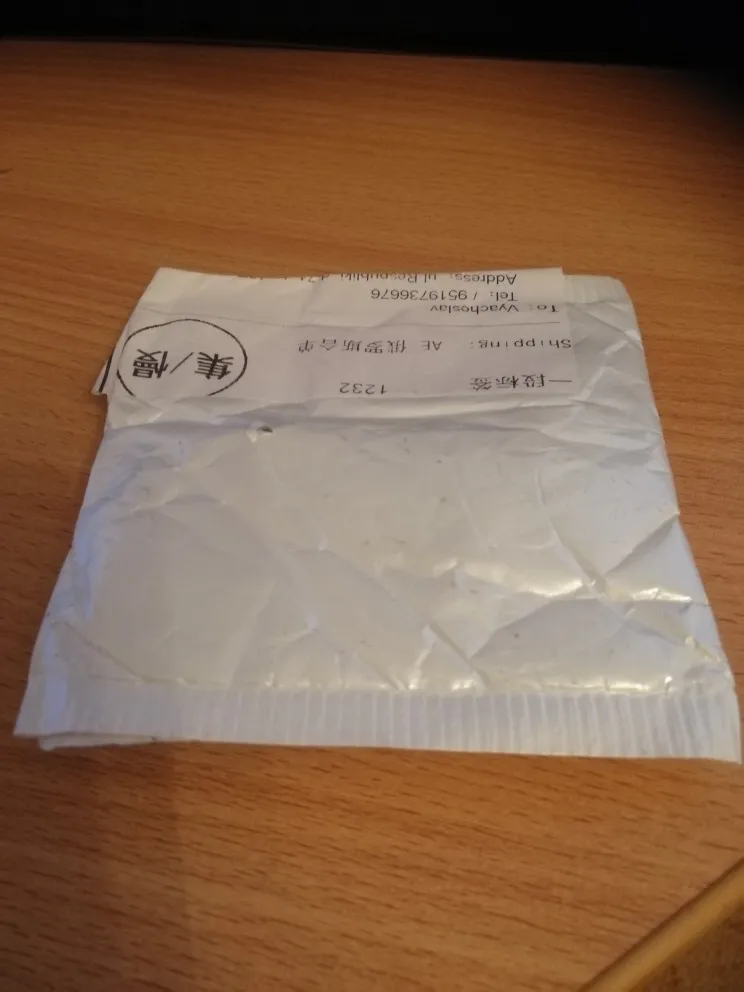 一段标签 1232
Shipping: AE 俄罗斯合单
集/慢
To: Vyacheslav
Tel: / 9519736676
Address: ul.Respubliki